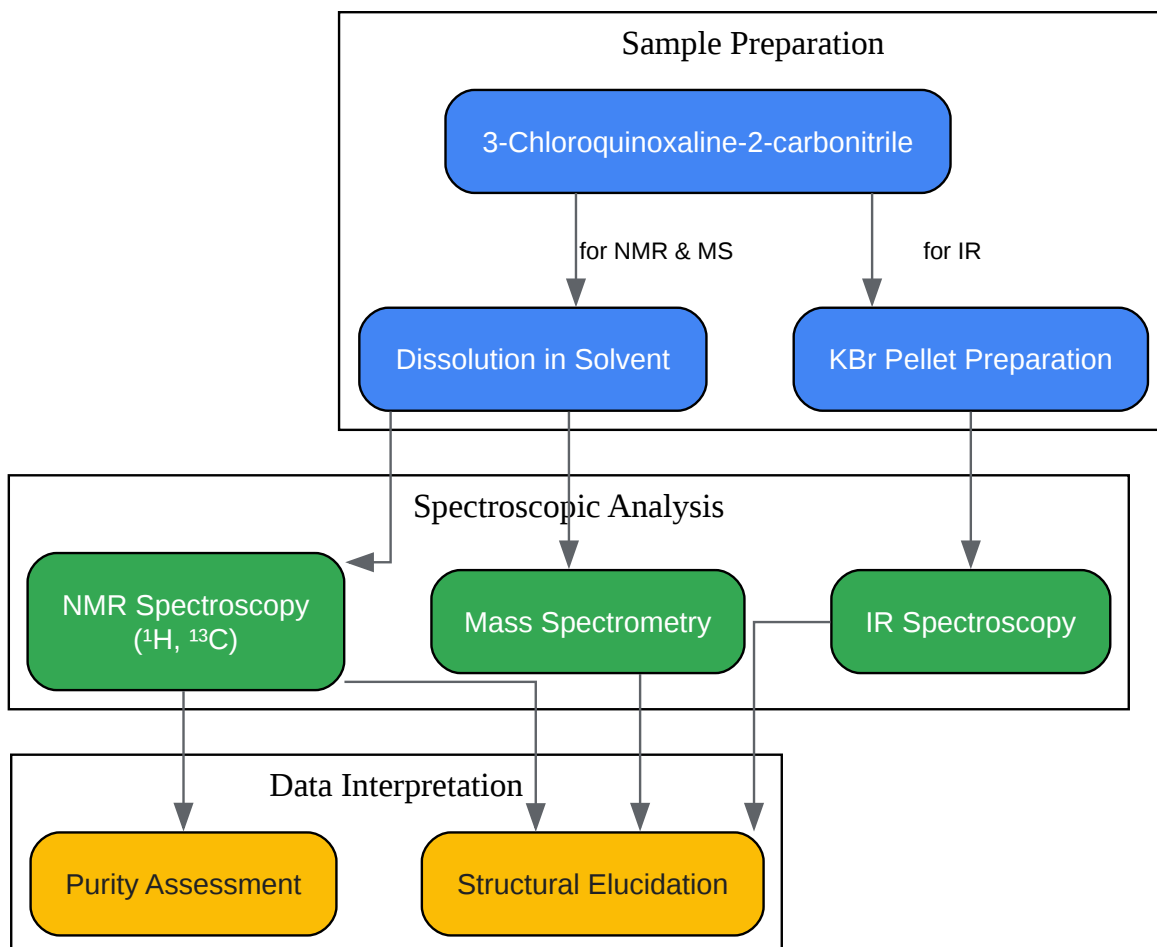 Sample Preparation
3-Chloroquinoxaline-2-carbonitrile
for NMR & MS
for IR
Dissolution in Solvent
KBr Pellet Preparation
Spectroscopic Analysis
NMR Spectroscopy
(¹H, ¹³C)
Mass Spectrometry
IR Spectroscopy
Data Interpretation
Purity Assessment
Structural Elucidation